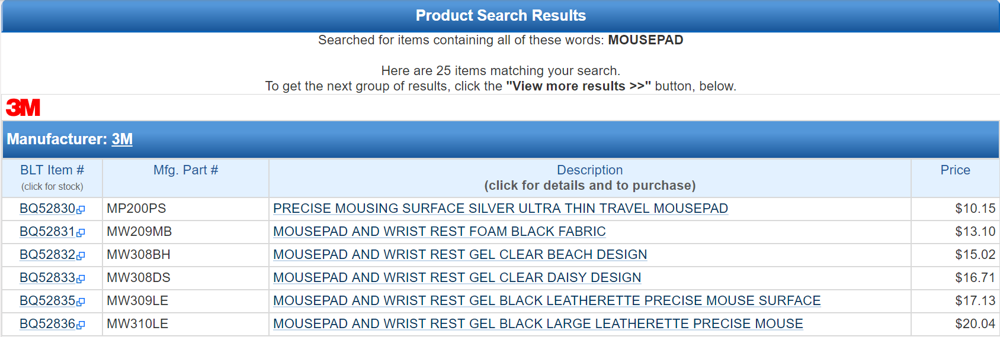 Product Search Results
Searched for items containing all of these words: MOUSEPAD
Here are 25 items matching your search.
To get the next group of results, click the "View more results >>" button, below.
3M
Manufacturer: 3M
BLT Item # Mfg. Part # Description Price
(click for stock) (click for details and to purchase)
BQ52830 MP200PS PRECISE MOUSING SURFACE SILVER ULTRA THIN TRAVEL MOUSEPAD $10.15
BQ52831 MW209MB MOUSEPAD AND WRIST REST FOAM BLACK FABRIC $13.10
BQ52832 MW308BH MOUSEPAD AND WRIST REST GEL CLEAR BEACH DESIGN $15.02
BQ52833 MW308DS MOUSEPAD AND WRIST REST GEL CLEAR DAISY DESIGN $16.71
BQ52835 MW309LE MOUSEPAD AND WRIST REST GEL BLACK LEATHERETTE PRECISE MOUSE SURFACE $17.13
BQ52836 MW310LE MOUSEPAD AND WRIST REST GEL BLACK LARGE LEATHERETTE PRECISE MOUSE $20.04